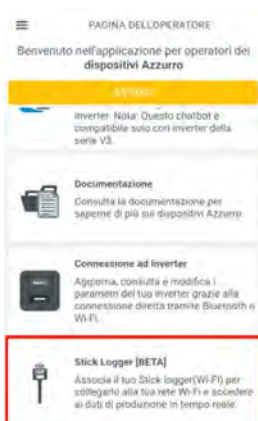 PAGINA DELL'OPERATORE
Benvenuto nell'applicazione per operatori dei
dispositivi Azzurro
inverter. Nota: Questo chatbot è
compatibile solo con inverter della
serie V3.
Documentazione
Consulta la documentazione per
saperne di più sui dispositivi Azzurro.
Connessione ad inverter
Aggiorna, consulta e modifica i
parametri del tuo inverter grazie alla
connessione diretta tramite Bluetooth o
Wi-Fi.
Stick Logger [BETA]
Associa il tuo Stick logger(Wi-Fi) per
collegarlo alla tua rete Wi-Fi e accedere
ai dati di produzione in tempo reale.